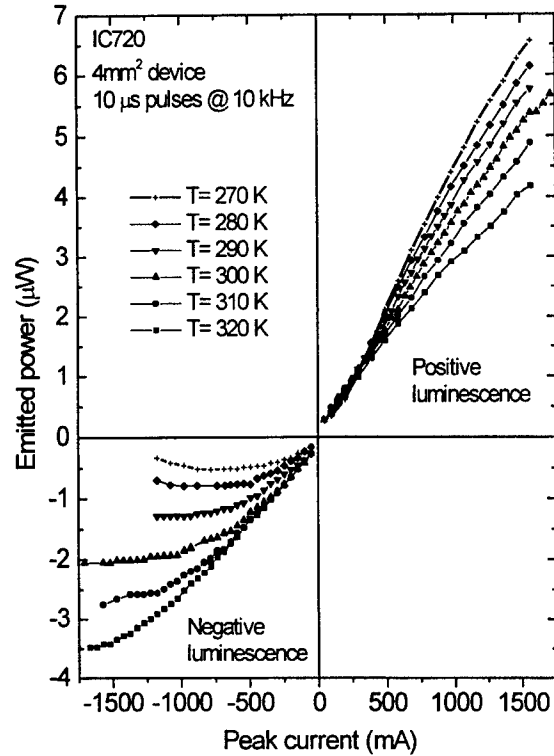 IC720
4mm² device
10 μs pulses @ 10 kHz
T= 270 K
T= 280 K
T= 290 K
T= 300 K
T= 310 K
T= 320 K
Positive
luminescence
Negative
luminescence
Emitted power (μW)
7
6
5
4
3
2
1
0
-1
-2
-3
-4
-1500 -1000 -500 0 500 1000 1500
Peak current (mA)